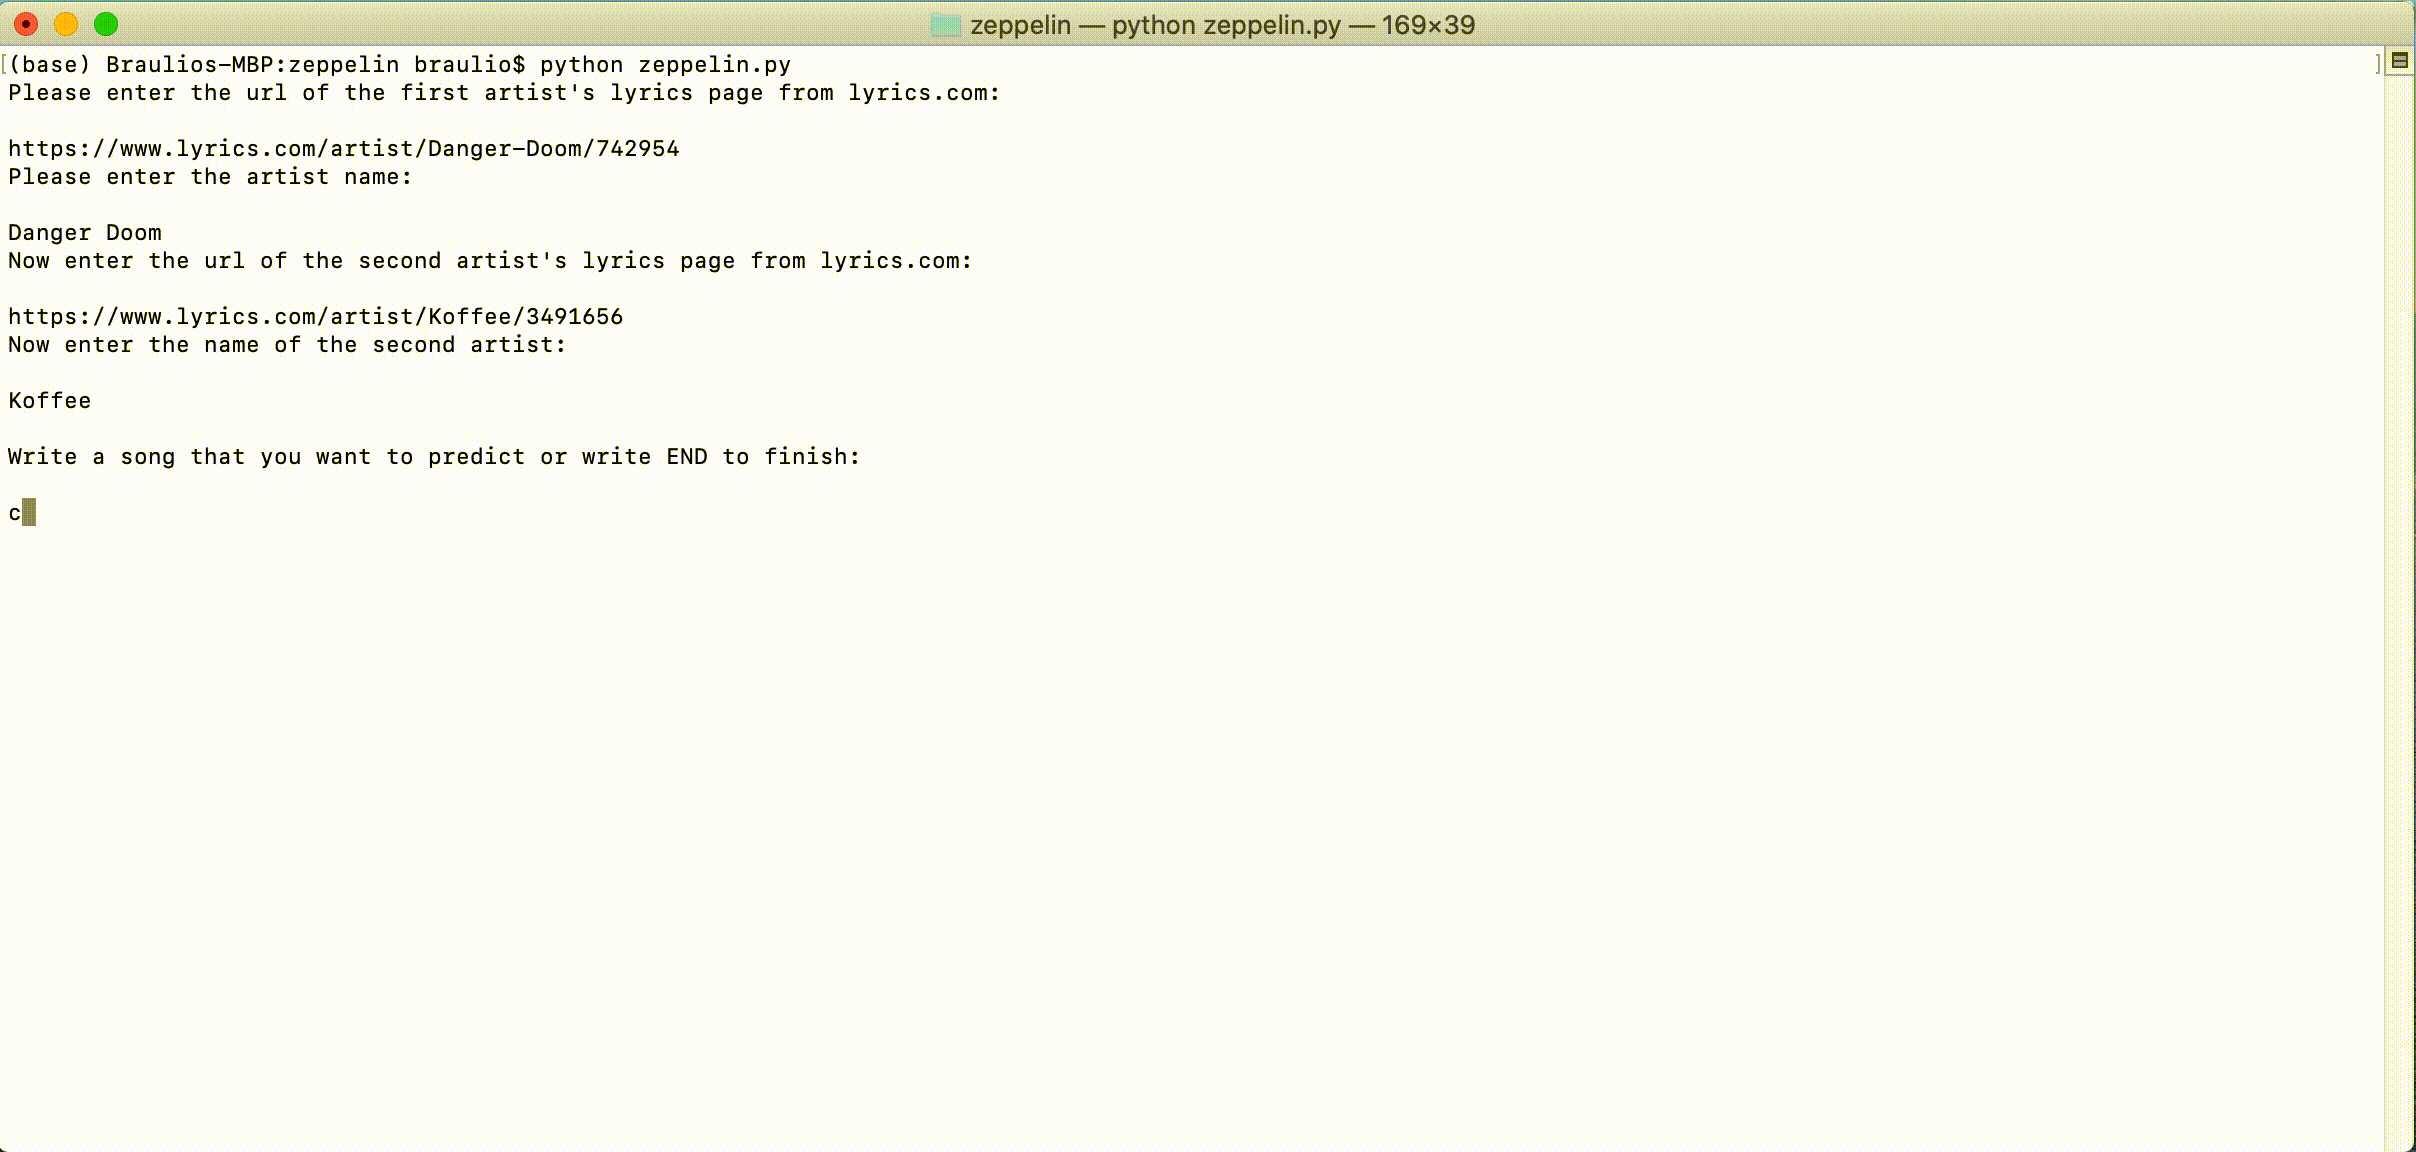 zeppelin — python zeppelin.py — 169×39
[(base) Braulios-MBP:zeppelin braulio$ python zeppelin.py ]
Please enter the url of the first artist's lyrics page from lyrics.com:
https://www.lyrics.com/artist/Danger-Doom/742954
Please enter the artist name:
Danger Doom
Now enter the url of the second artist's lyrics page from lyrics.com:
https://www.lyrics.com/artist/Koffee/3491656
Now enter the name of the second artist:
Koffee
Write a song that you want to predict or write END to finish:
c